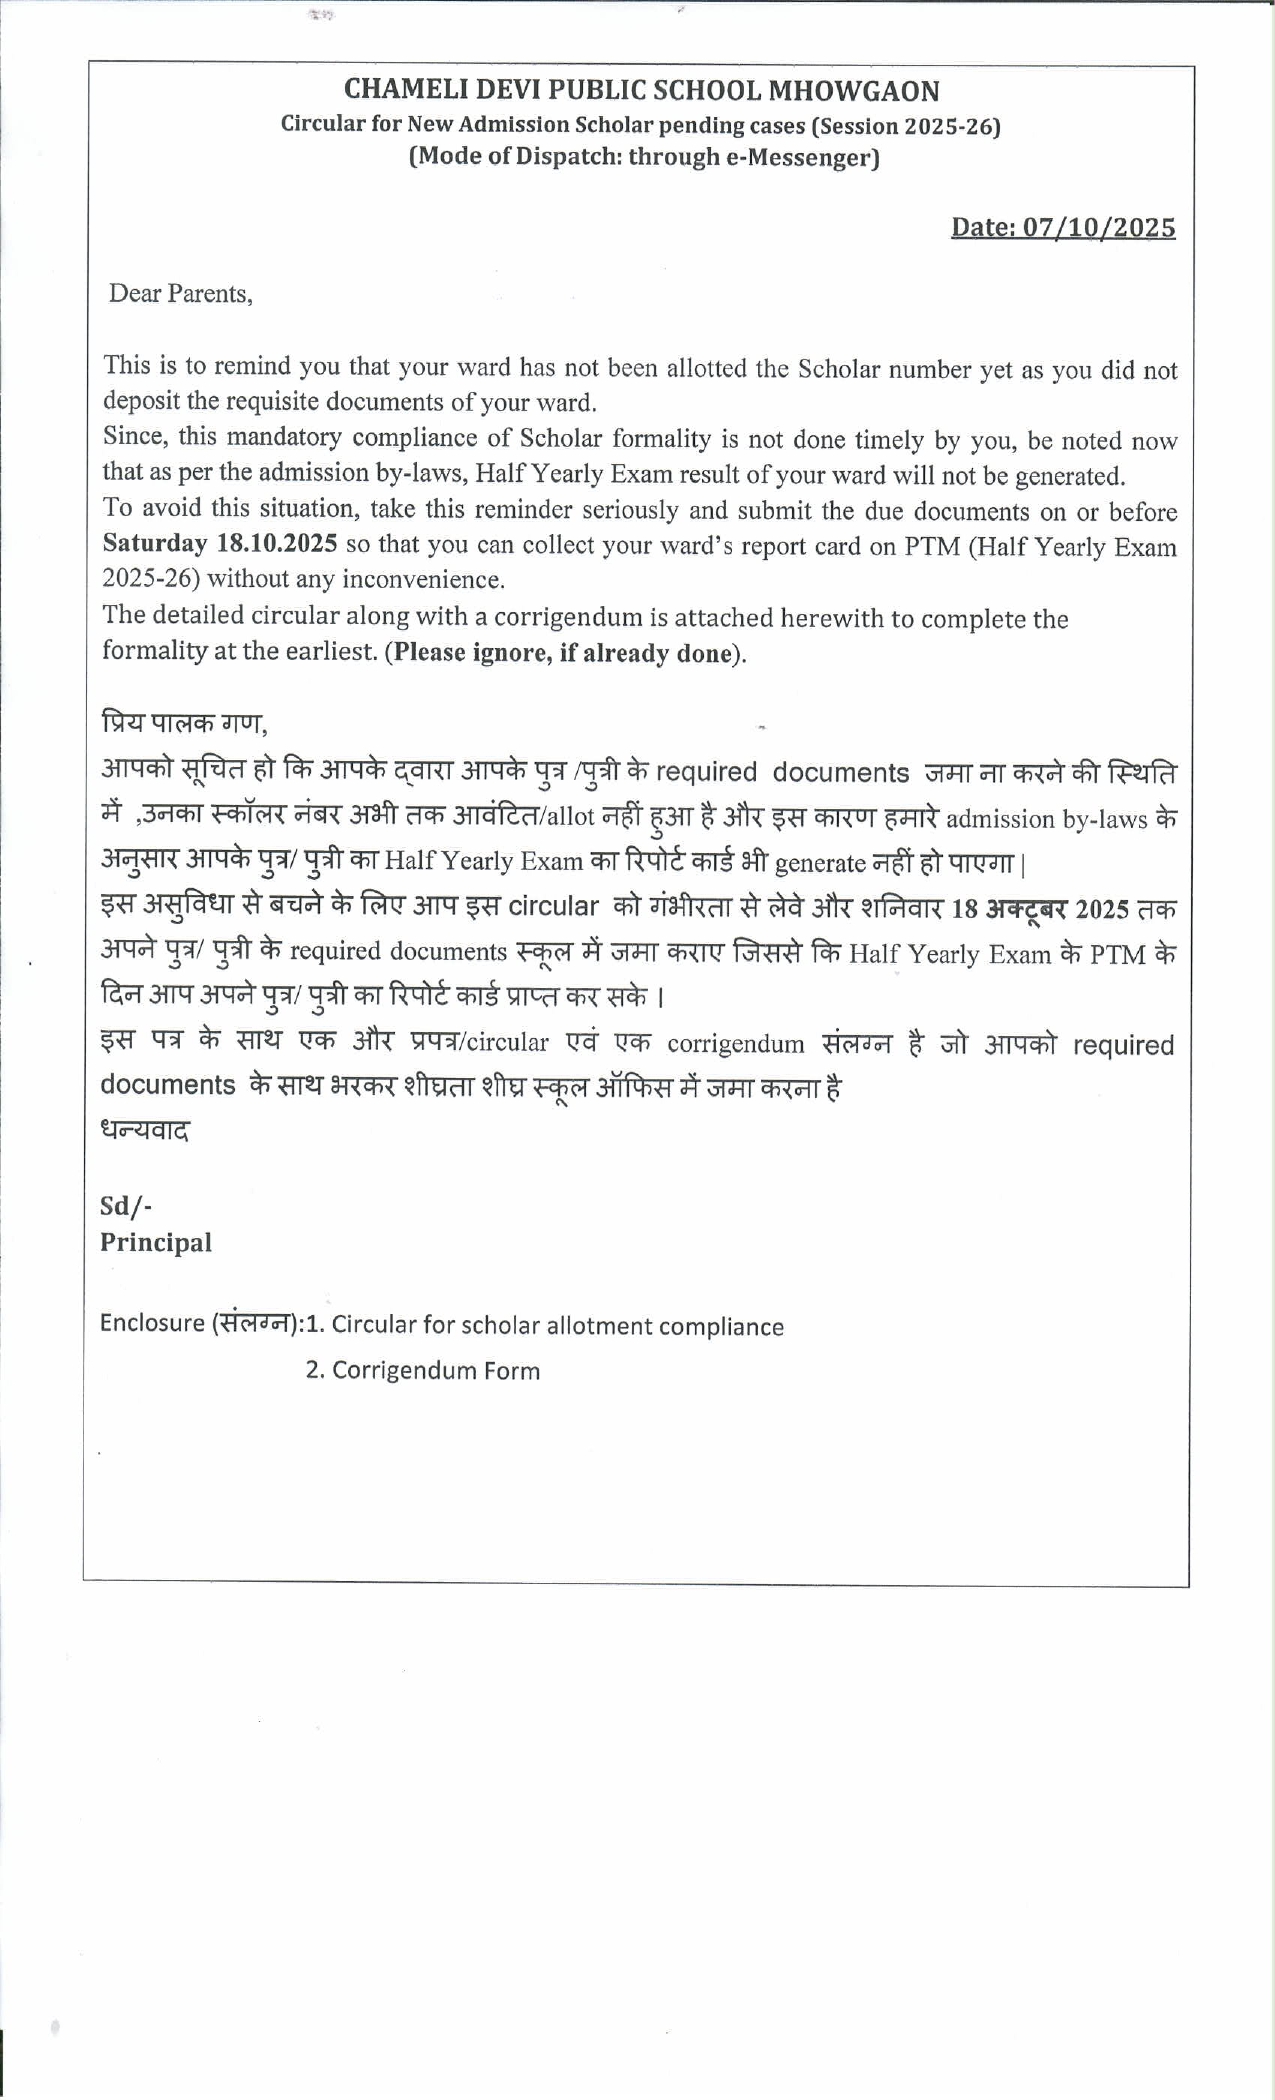 CHAMELI DEVI PUBLIC SCHOOL MHOWGAON
Circular for New Admission Scholar pending cases (Session 2025-26)
(Mode of Dispatch: through e-Messenger)
Date: 07/10/2025
Dear Parents,
This is to remind you that your ward has not been allotted the Scholar number yet as you did not
deposit the requisite documents of your ward.
Since, this mandatory compliance of Scholar formality is not done timely by you, be noted now
that as per the admission by-laws, Half Yearly Exam result of your ward will not be generated.
To avoid this situation, take this reminder seriously and submit the due documents on or before
Saturday 18.10.2025 so that you can collect your ward's report card on PTM (Half Yearly Exam
2025-26) without any inconvenience.
The detailed circular along with a corrigendum is attached herewith to complete the
formality at the earliest. (Please ignore, if already done).
प्रिय पालक गण,
आपको सूचित हो कि आपके द्वारा आपके पुत्र /पुत्री के required documents जमा ना करने की स्थिति
में ,उनका स्कॉलर नंबर अभी तक आवंटित/allot नहीं हुआ है और इस कारण हमारे admission by-laws के
अनुसार आपके पुत्र/ पुत्री का Half Yearly Exam का रिपोर्ट कार्ड भी generate नहीं हो पाएगा |
इस असुविधा से बचने के लिए आप इस circular को गंभीरता से लेवे और शनिवार 18 अक्टूबर 2025 तक
अपने पुत्र/ पुत्री के required documents स्कूल में जमा कराए जिससे कि Half Yearly Exam के PTM के
दिन आप अपने पुत्र/ पुत्री का रिपोर्ट कार्ड प्राप्त कर सके ।
इस पत्र के साथ एक और प्रपत्र/circular एवं एक corrigendum संलग्न है जो आपको required
documents के साथ भरकर शीघ्रता शीघ्र स्कूल ऑफिस में जमा करना है
धन्यवाद
Sd/-
Principal
Enclosure (संलग्न):1. Circular for scholar allotment compliance
2. Corrigendum Form